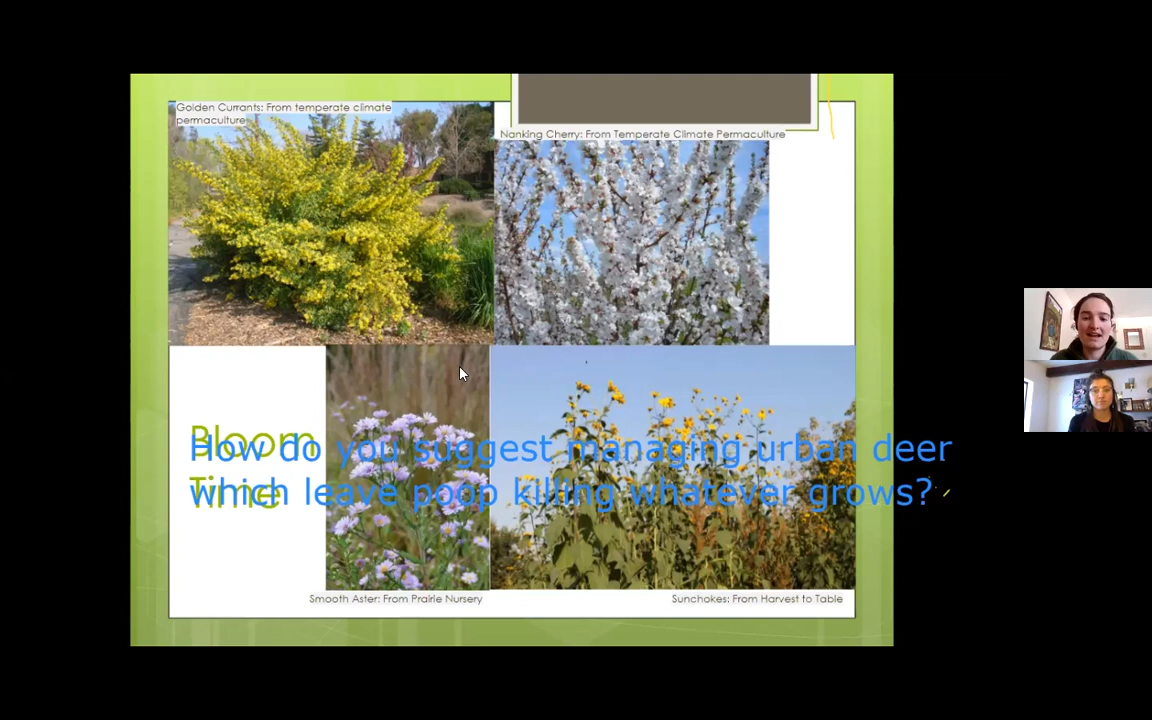 Golden Currants: From temperate climate
permaculture
Nanking Cherry: From Temperate Climate Permaculture
Bloom
Time
How do you suggest managing urban deer
which leave poop killing whatever grows?
Smooth Aster: From Prairie Nursery
Sunchokes: From Harvest to Table